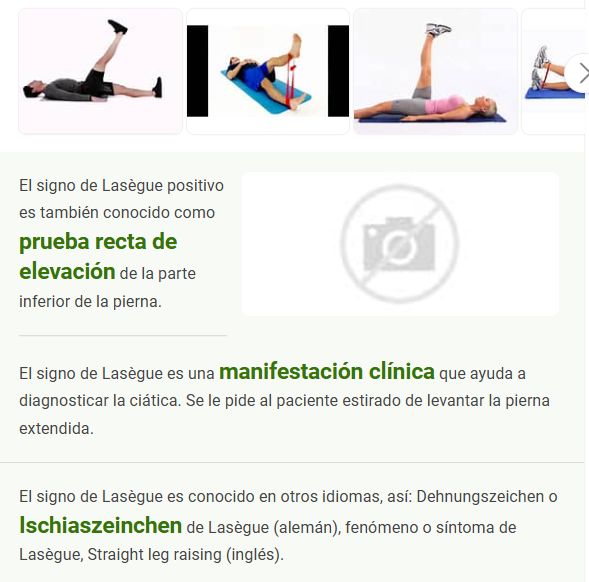 El signo de Lasègue positivo
es también conocido como
prueba recta de
elevación de la parte
inferior de la pierna.
El signo de Lasègue es una manifestación clínica que ayuda a
diagnosticar la ciática. Se le pide al paciente estirado de levantar la pierna
extendida.
El signo de Lasègue es conocido en otros idiomas, así: Dehnungszeichen o
Ischiaszeinchen de Lasègue (alemán), fenómeno o síntoma de
Lasègue, Straight leg raising (inglés).